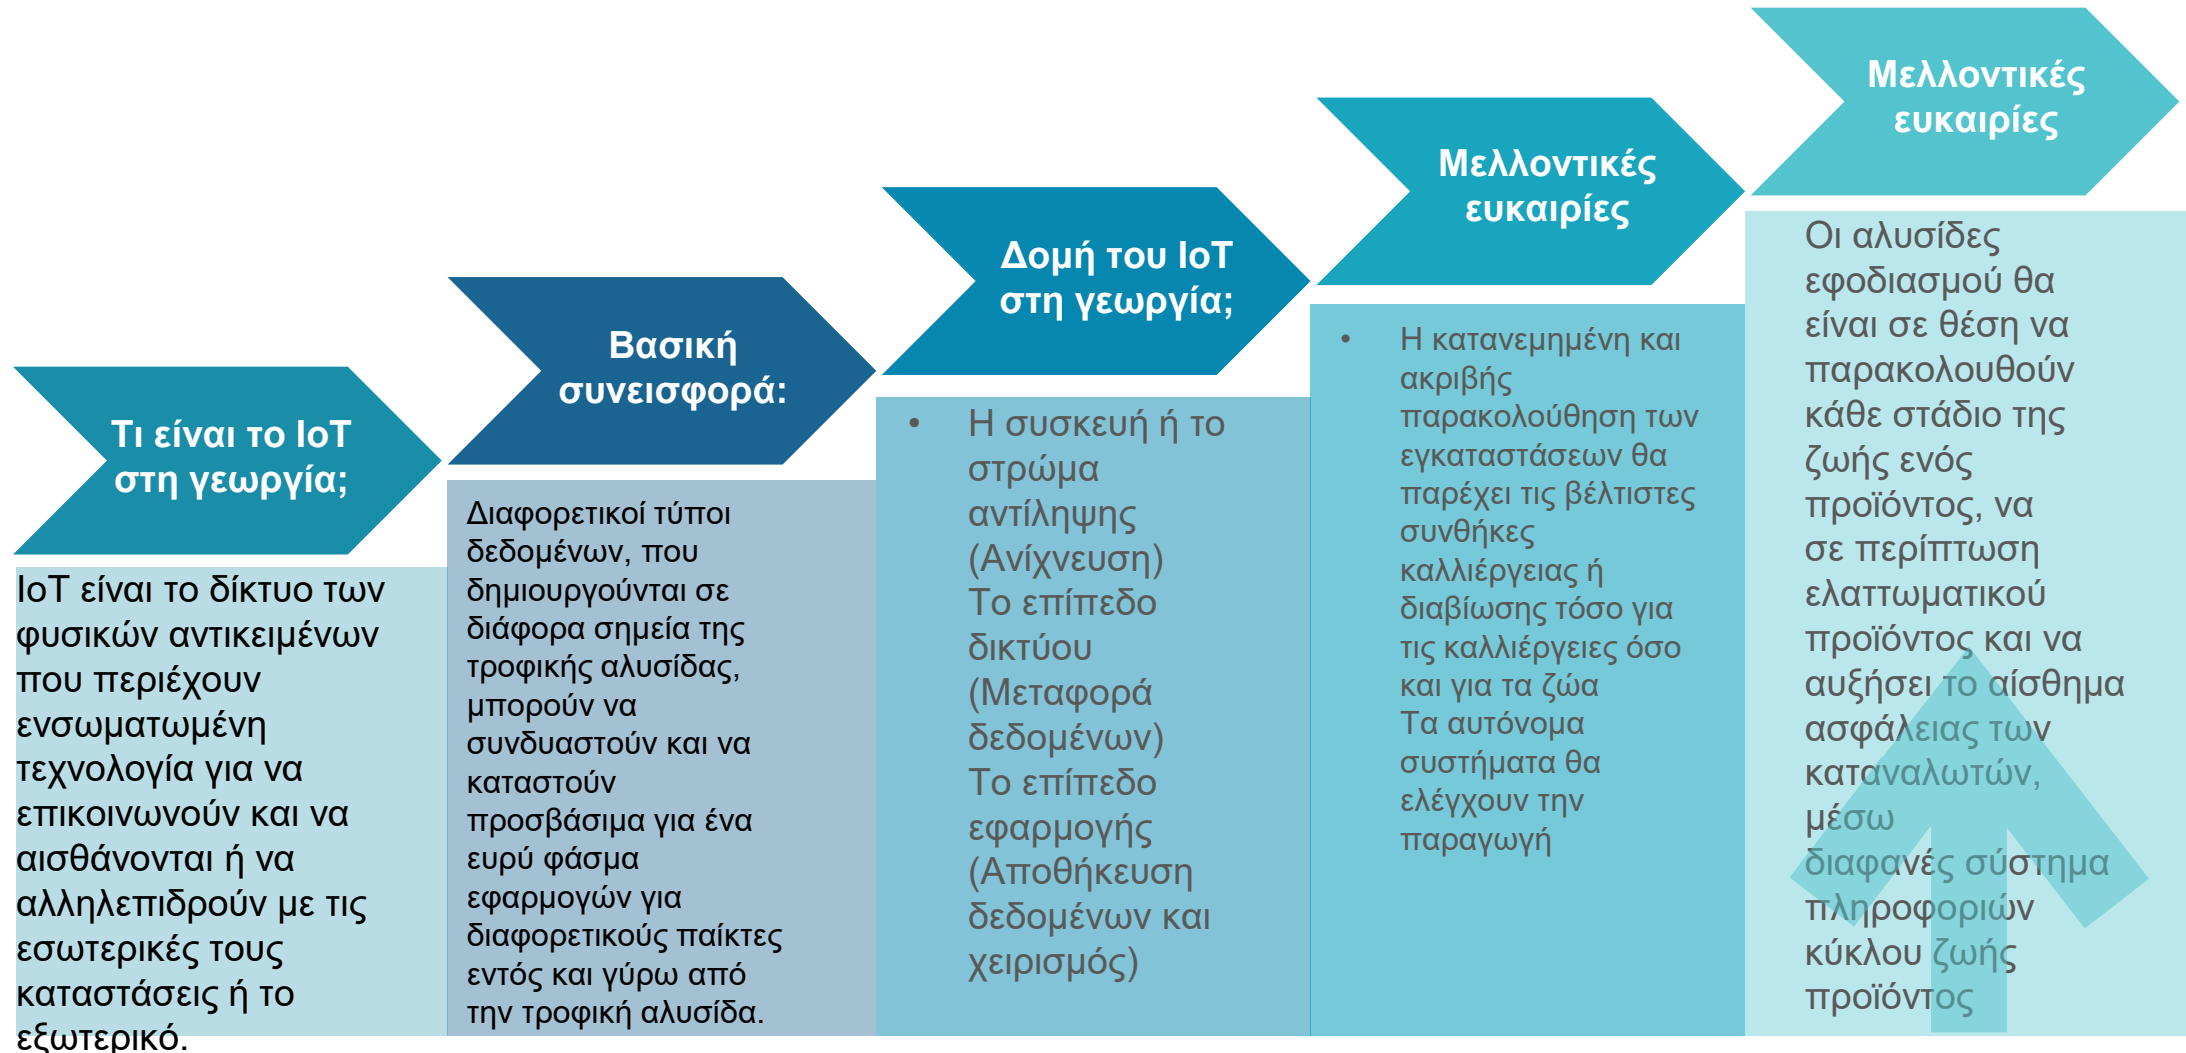 Τι είναι το IoT
στη γεωργία;
IoT είναι το δίκτυο των
φυσικών αντικειμένων
που περιέχουν
ενσωματωμένη
τεχνολογία για να
επικοινωνούν και να
αισθάνονται ή να
αλληλεπιδρούν με τις
εσωτερικές τους
καταστάσεις ή το
εξωτερικό.
Βασική
συνεισφορά:
Διαφορετικοί τύποι
δεδομένων, που
δημιουργούνται σε
διάφορα σημεία της
τροφικής αλυσίδας,
μπορούν να
συνδυαστούν και να
καταστούν
προσβάσιμα για ένα
ευρύ φάσμα
εφαρμογών για
διαφορετικούς παίκτες
εντός και γύρω από
την τροφική αλυσίδα.
Δομή του IoT
στη γεωργία;
• Η συσκευή ή το
στρώμα
αντίληψης
(Ανίχνευση)
Το επίπεδο
δικτύου
(Μεταφορά
δεδομένων)
Το επίπεδο
εφαρμογής
(Αποθήκευση
δεδομένων και
χειρισμός)
Μελλοντικές
ευκαιρίες
• Η κατανεμημένη και
ακριβής
παρακολούθηση των
εγκαταστάσεων θα
παρέχει τις βέλτιστες
συνθήκες
καλλιέργειας ή
διαβίωσης τόσο για
τις καλλιέργειες όσο
και για τα ζώα
Τα αυτόνομα
συστήματα θα
ελέγχουν την
παραγωγή
Μελλοντικές
ευκαιρίες
Οι αλυσίδες
εφοδιασμού θα
είναι σε θέση να
παρακολουθούν
κάθε στάδιο της
ζωής ενός
προϊόντος, να
σε περίπτωση
ελαττωματικού
προϊόντος και να
αυξήσει το αίσθημα
ασφάλειας των
καταναλωτών,
μέσω
διαφανές σύστημα
πληροφοριών
κύκλου ζωής
προϊόντος